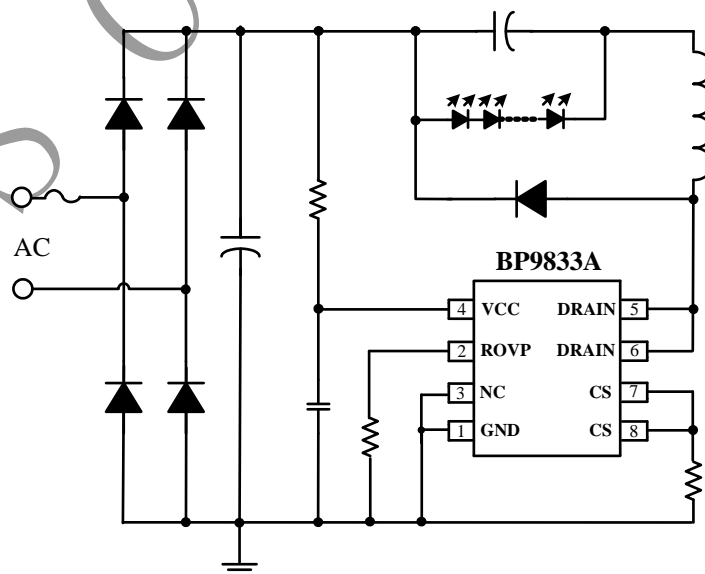 AC
BP9833A
4 VCC DRAIN 5
2 ROVP DRAIN 6
3 NC CS 7
1 GND CS 8